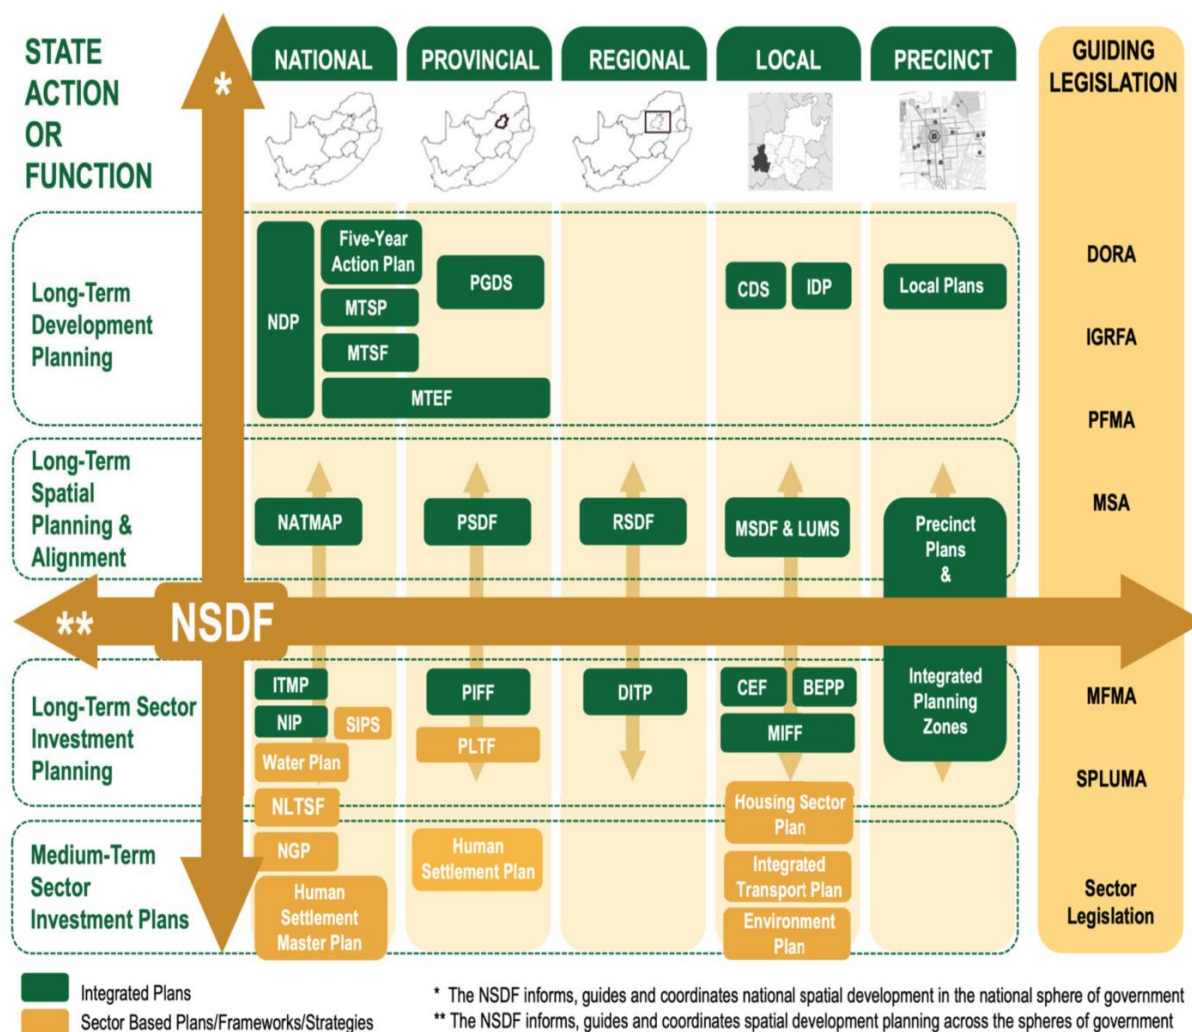 STATE
ACTION
OR
FUNCTION
*
NATIONAL
PROVINCIAL
REGIONAL
LOCAL
PRECINCT
GUIDING
LEGISLATION
Long-Term
Development
Planning
NDP
Five-Year
Action Plan
MTSP
MTSF
MTEF
PGDS
CDS
IDP
Local Plans
DORA
IGRFA
PFMA
Long-Term
Spatial
Planning &
Alignment
NATMAP
PSDF
RSDF
MSDF & LUMS
Precinct
Plans
&
MSA
**
NSDF
Long-Term Sector
Investment
Planning
ITMP
NIP
SIPS
Water Plan
NLTSF
PIFF
PLTF
DITP
CEF
BEPP
MIFF
Housing Sector
Plan
Integrated
Planning
Zones
MFMA
SPLUMA
Medium-Term
Sector
Investment Plans
NGP
Human
Settlement
Master Plan
Human
Settlement Plan
Integrated
Transport Plan
Environment
Plan
Sector
Legislation
Integrated Plans
Sector Based Plans/Frameworks/Strategies
* The NSDF informs, guides and coordinates national spatial development in the national sphere of government
** The NSDF informs, guides and coordinates spatial development planning across the spheres of government